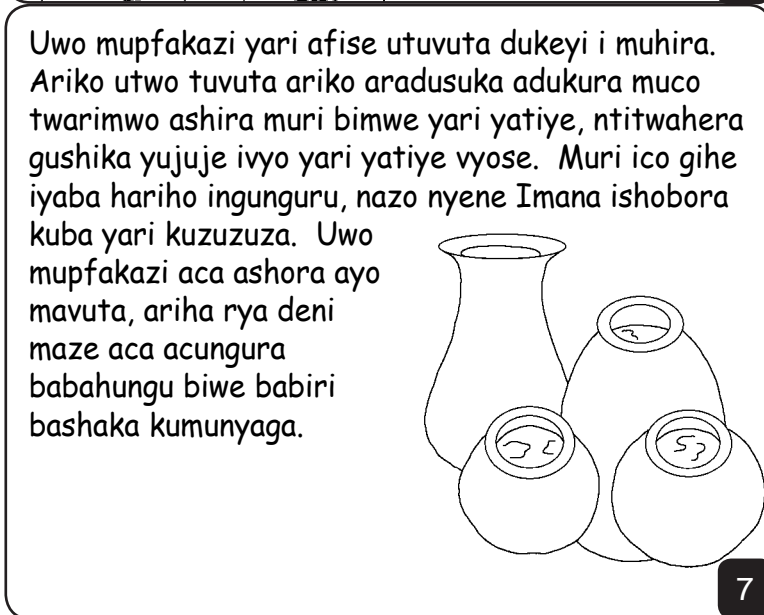 Uwo mupfakazi yari afise utuvuta dukeyi i muhira.
Ariko utwo tuvuta ariko aradusuka adukura muco
twarimwo ashira muri bimwe yari yatiye, ntitwahera
gushika yujuje ivyo yari yatiye vyose. Muri ico gihe
iyaba hariho ingunguru, nazo nyene Imana ishobora
kuba yari kuzuzuza. Uwo
mupfakazi aca ashora ayo
mavuta, ariha rya deni
maze aca acungura
babahungu biwe babiri
bashaka kumunyaga.
7